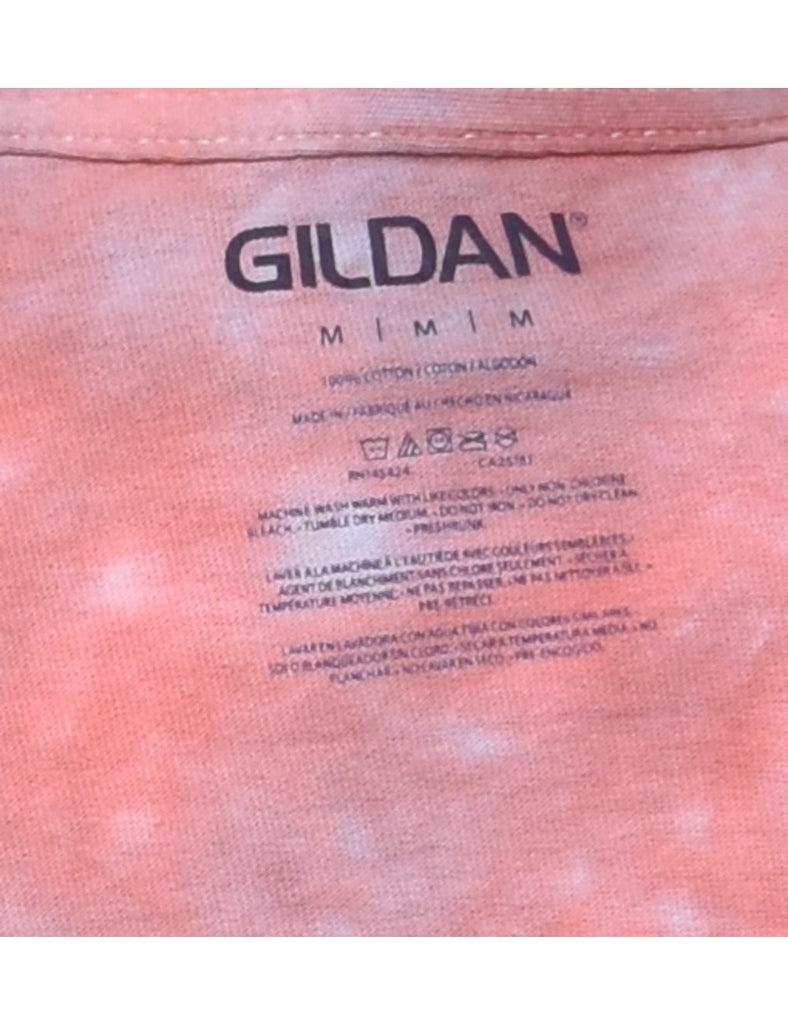 GILDAN®
M | M | M
100% COTTON / COTON / ALGODÓN
MADE IN / FABRIQUÉ AU / HECHO EN NICARAGUA
RN145424 CA25181
MACHINE WASH WARM WITH LIKE COLORS. • ONLY NON-CHLORINE
BLEACH. • TUMBLE DRY MEDIUM. • DO NOT IRON. • DO NOT DRY CLEAN.
• PRESHRUNK.
LAVER À LA MACHINE À L'EAU TIÈDE AVEC COULEURS SEMBLABLES. •
AGENT DE BLANCHIMENT SANS CHLORE SEULEMENT. • SÉCHER À
TEMPÉRATURE MOYENNE. • NE PAS REPASSER. • NE PAS NETTOYER À SEC. •
PRÉ-RÉTRÉCI.
LAVAR EN LAVADORA CON AGUA TIBIA CON COLORES SIMILARES. •
SOLO BLANQUEADOR SIN CLORO. • SECAR A TEMPERATURA MEDIA. • NO
PLANCHAR. • NO LAVAR EN SECO. • PRE-ENCOGIDO.